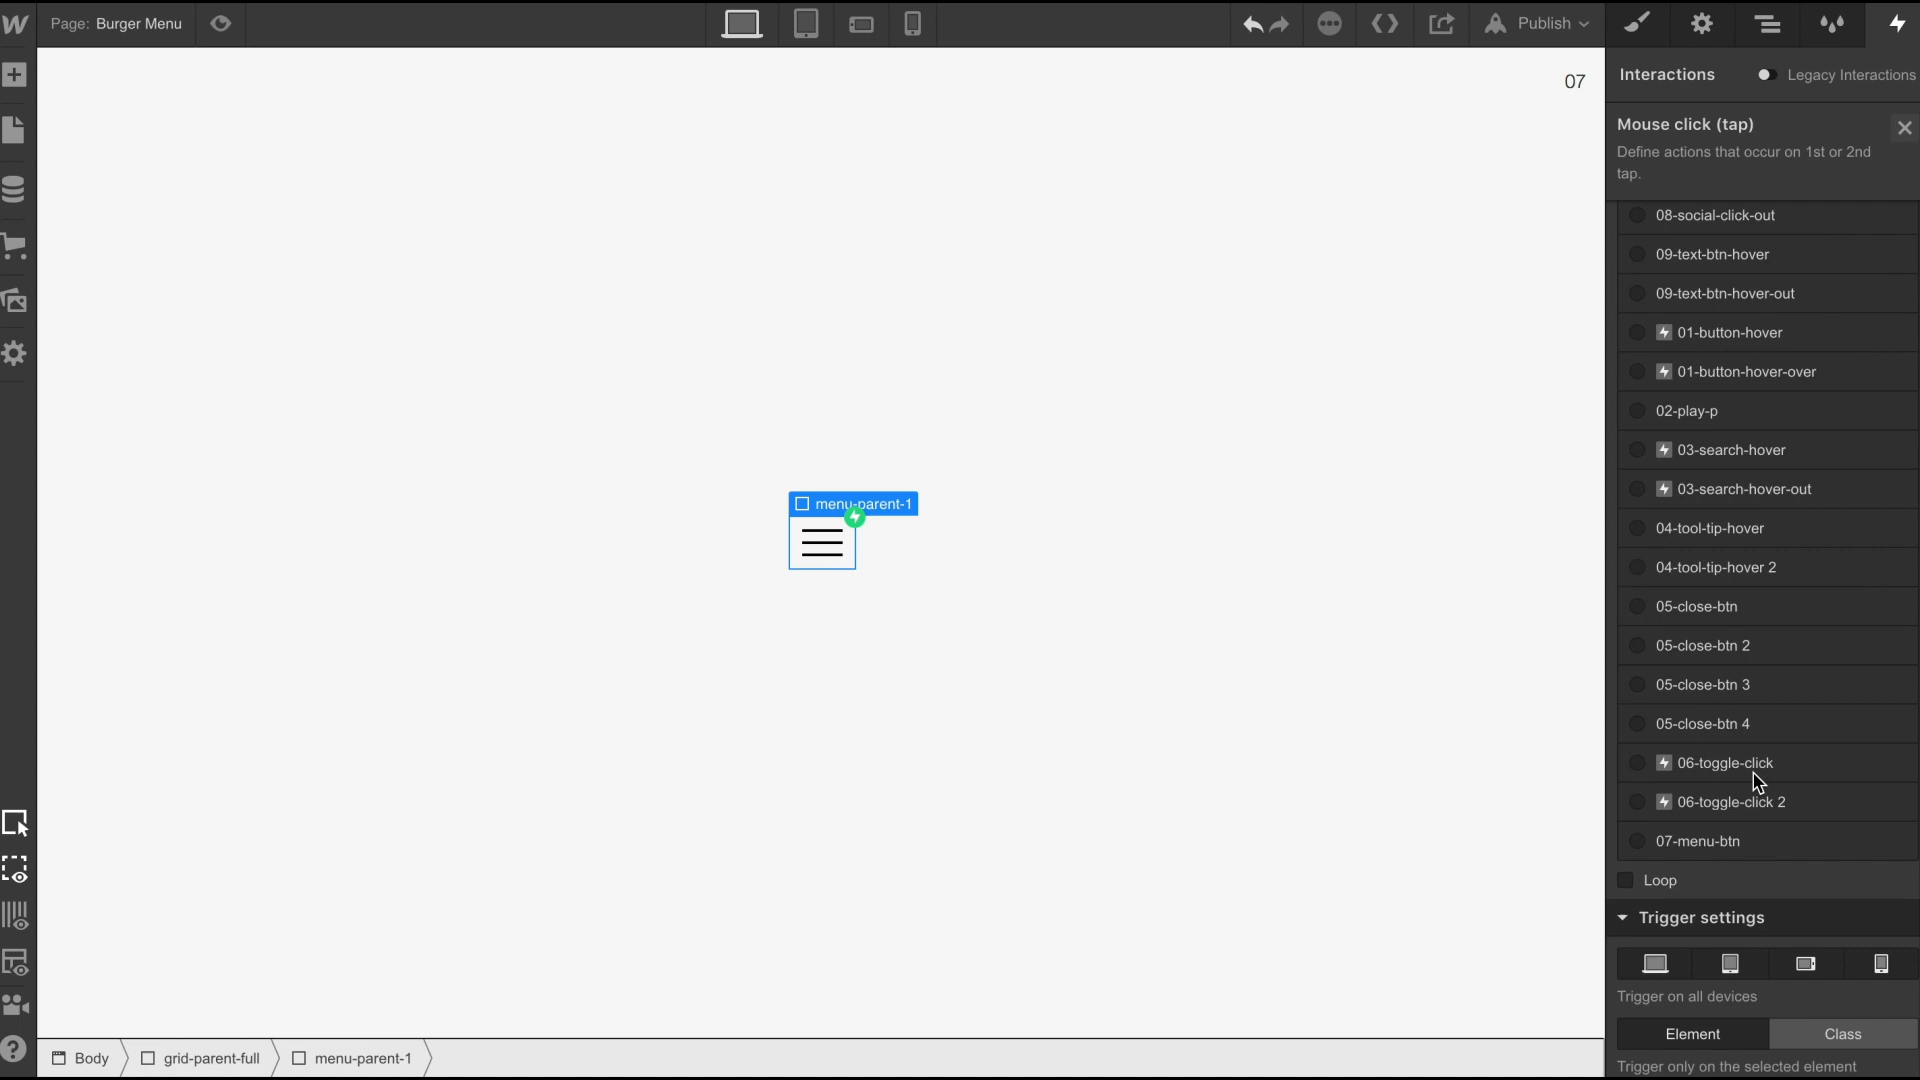 Page: Burger Menu
Publish
Interactions
Legacy Interactions
Mouse click (tap)
Define actions that occur on 1st or 2nd
tap.
07
08-social-click-out
09-text-btn-hover
09-text-btn-hover-out
01-button-hover
01-button-hover-over
02-play-p
03-search-hover
03-search-hover-out
menu-parent-1
04-tool-tip-hover
04-tool-tip-hover 2
05-close-btn
05-close-btn 2
05-close-btn 3
05-close-btn 4
06-toggle-click
06-toggle-click 2
07-menu-btn
Loop
Trigger settings
Trigger on all devices
Element
Class
Trigger only on the selected element
Body
grid-parent-full
menu-parent-1